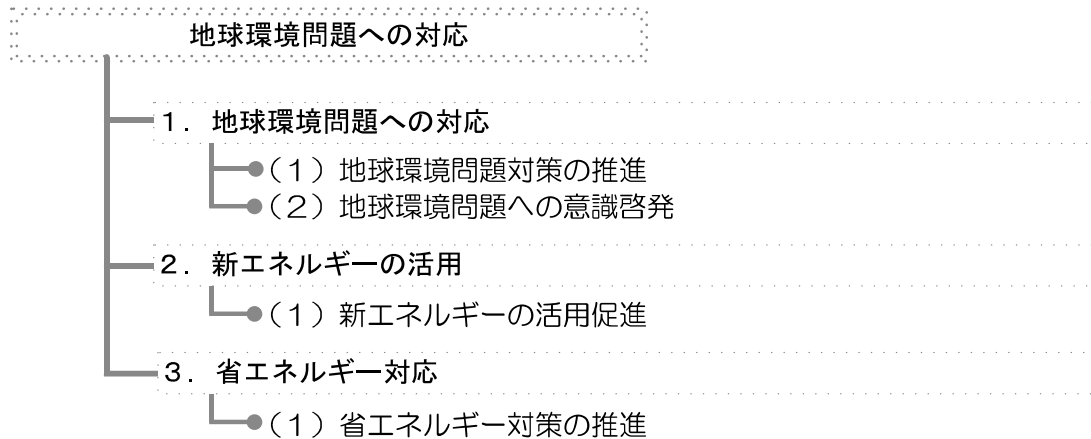 地球環境問題への対応
１．地球環境問題への対応
（１）地球環境問題対策の推進
（２）地球環境問題への意識啓発
２．新エネルギーの活用
（１）新エネルギーの活用促進
３．省エネルギー対応
（１）省エネルギー対策の推進